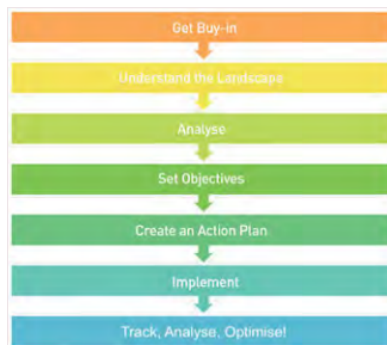 Get Buy-in
Understand the Landscape
Analyse
Set Objectives
Create an Action Plan
Implement
Track, Analyse, Optimise!